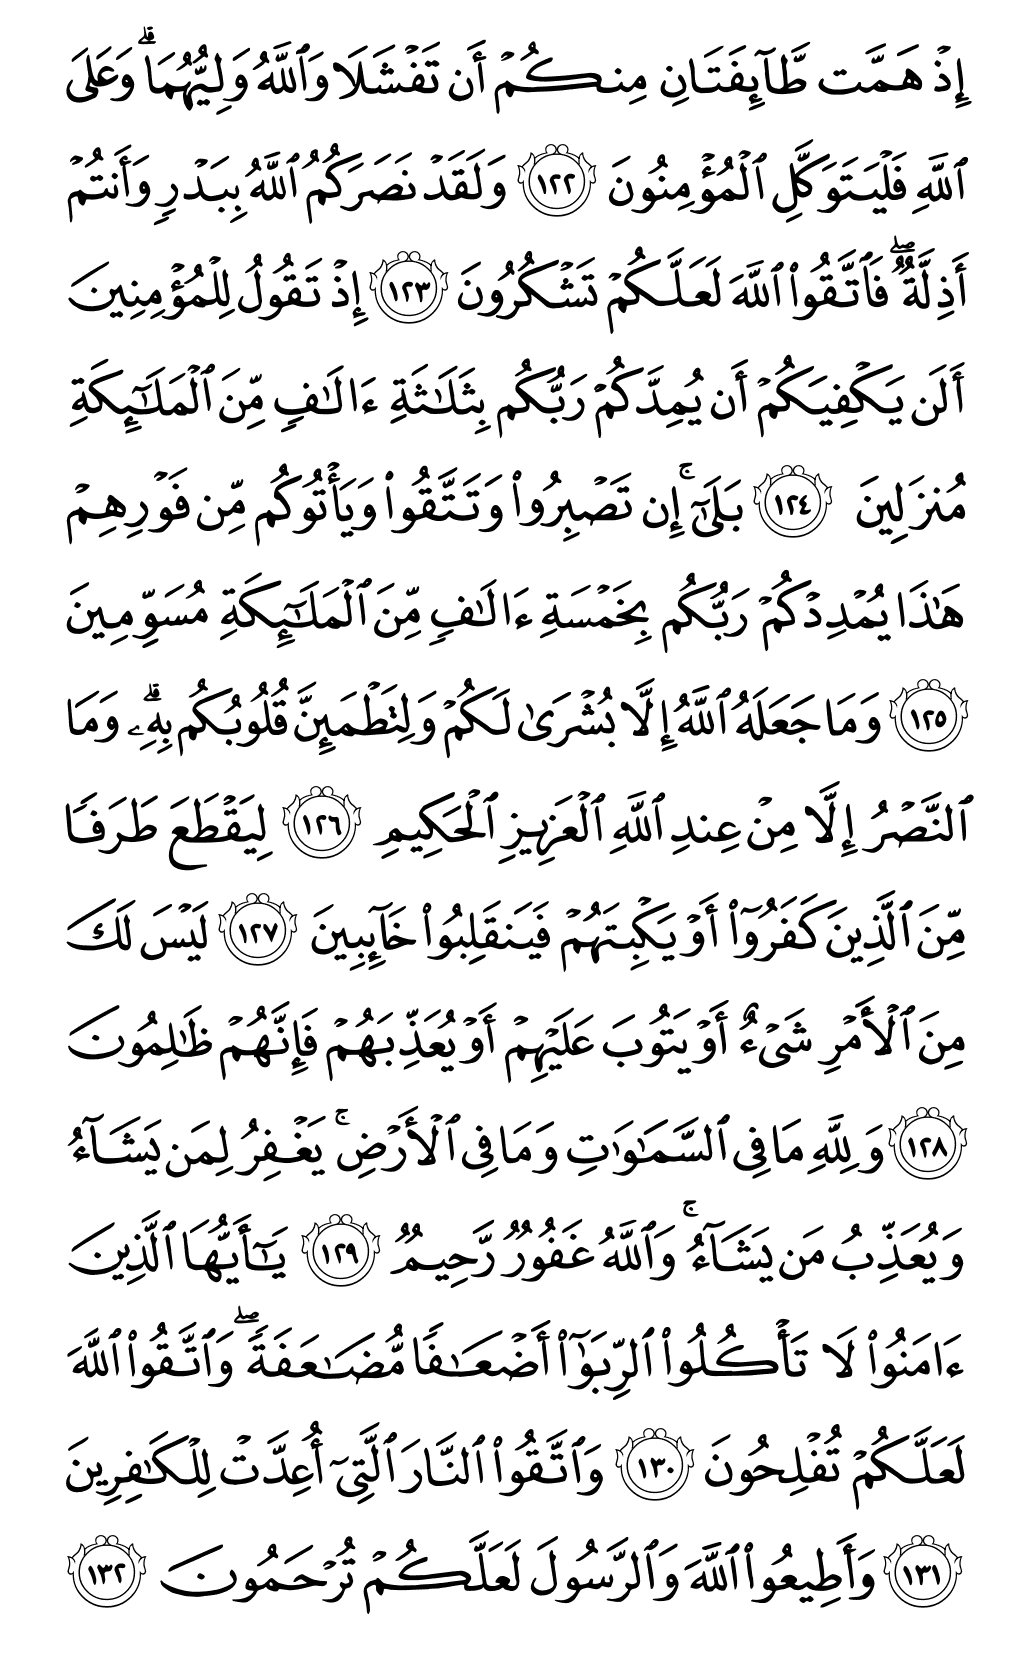 إِذۡ هَمَّت طَّآئِفَتَانِ مِنكُمۡ أَن تَفۡشَلَا وَٱللَّهُ وَلِيُّهُمَاۗ وَعَلَى
ٱللَّهِ فَلۡيَتَوَكَّلِ ٱلۡمُؤۡمِنُونَ ١٢٢ وَلَقَدۡ نَصَرَكُمُ ٱللَّهُ بِبَدۡرٖ وَأَنتُمۡ
أَذِلَّةٞۖ فَٱتَّقُواْ ٱللَّهَ لَعَلَّكُمۡ تَشۡكُرُونَ ١٢٣ إِذۡ تَقُولُ لِلۡمُؤۡمِنِينَ
أَلَن يَكۡفِيَكُمۡ أَن يُمِدَّكُمۡ رَبُّكُم بِثَلَٰثَةِ ءَالَٰفٖ مِّنَ ٱلۡمَلَٰٓئِكَةِ
مُنزَلِينَ ١٢٤ بَلَىٰٓۚ إِن تَصۡبِرُواْ وَتَتَّقُواْ وَيَأۡتُوكُم مِّن فَوۡرِهِمۡ
هَٰذَا يُمۡدِدۡكُمۡ رَبُّكُم بِخَمۡسَةِ ءَالَٰفٖ مِّنَ ٱلۡمَلَٰٓئِكَةِ مُسَوِّمِينَ
١٢٥ وَمَا جَعَلَهُ ٱللَّهُ إِلَّا بُشۡرَىٰ لَكُمۡ وَلِتَطۡمَئِنَّ قُلُوبُكُم بِهِۦۗ وَمَا
ٱلنَّصۡرُ إِلَّا مِنۡ عِندِ ٱللَّهِ ٱلۡعَزِيزِ ٱلۡحَكِيمِ ١٢٦ لِيَقۡطَعَ طَرَفٗا
مِّنَ ٱلَّذِينَ كَفَرُوٓاْ أَوۡ يَكۡبِتَهُمۡ فَيَنقَلِبُواْ خَآئِبِينَ ١٢٧ لَيۡسَ لَكَ
مِنَ ٱلۡأَمۡرِ شَيۡءٌ أَوۡ يَتُوبَ عَلَيۡهِمۡ أَوۡ يُعَذِّبَهُمۡ فَإِنَّهُمۡ ظَٰلِمُونَ
١٢٨ وَلِلَّهِ مَا فِي ٱلسَّمَٰوَٰتِ وَمَا فِي ٱلۡأَرۡضِۚ يَغۡفِرُ لِمَن يَشَآءُ
وَيُعَذِّبُ مَن يَشَآءُۚ وَٱللَّهُ غَفُورٞ رَّحِيمٞ ١٢٩ يَٰٓأَيُّهَا ٱلَّذِينَ
ءَامَنُواْ لَا تَأۡكُلُواْ ٱلرِّبَوٰٓاْ أَضۡعَٰفٗا مُّضَٰعَفَةٗۖ وَٱتَّقُواْ ٱللَّهَ
لَعَلَّكُمۡ تُفۡلِحُونَ ١٣٠ وَٱتَّقُواْ ٱلنَّارَ ٱلَّتِيٓ أُعِدَّتۡ لِلۡكَٰفِرِينَ
١٣١ وَأَطِيعُواْ ٱللَّهَ وَٱلرَّسُولَ لَعَلَّكُمۡ تُرۡحَمُونَ ١٣٢